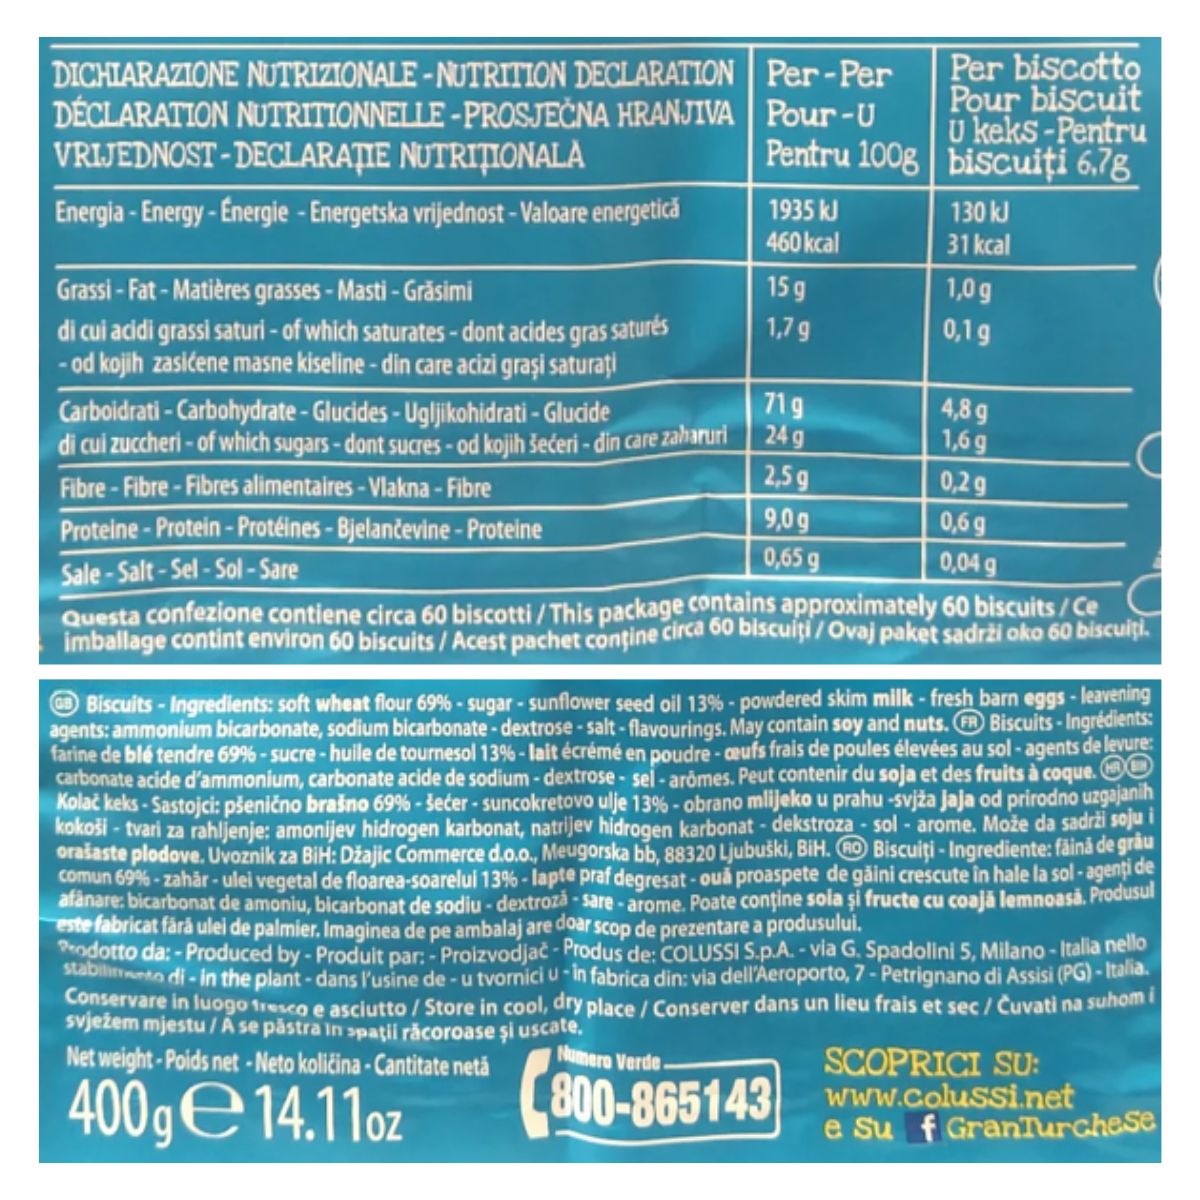 DICHIARAZIONE NUTRIZIONALE - NUTRITION DECLARATION
DÉCLARATION NUTRITIONNELLE - PROSJEČNA HRANJIVA
VRIJEDNOST - DECLARAŢIE NUTRIŢIONALĂ
Per - Per
Pour - U
Pentru 100g
Per biscotto
Pour biscuit
U keks - Pentru
biscuiţi 6,7g
Energia - Energy - Énergie - Energetska vrijednost - Valoare energetică 1935 kJ 130 kJ
460 kcal 31 kcal
Grassi - Fat - Matières grasses - Masti - Grăsimi 15 g 1,0 g
di cui acidi grassi saturi - of which saturates - dont acides gras saturés 1,7 g 0,1 g
- od kojih zasićene masne kiseline - din care acizi graşi saturaţi
Carboidrati - Carbohydrate - Glucides - Ugljikohidrati - Glucide 71 g 4,8 g
di cui zuccheri - of which sugars - dont sucres - od kojih šećeri - din care zaharuri 24 g 1,6 g
Fibre - Fibre - Fibres alimentaires - Vlakna - Fibre 2,5 g 0,2 g
Proteine - Protein - Protéines - Bjelančevine - Proteine 9,0 g 0,6 g
Sale - Salt - Sel - Sol - Sare 0,65 g 0,04 g
Questa confezione contiene circa 60 biscotti / This package contains approximately 60 biscuits / Ce
imballage contint environ 60 biscuits / Acest pachet conţine circa 60 biscuiţi / Ovaj paket sadrži oko 60 biscuiţi.
GB Biscuits - Ingredients: soft wheat flour 69% - sugar - sunflower seed oil 13% - powdered skim milk - fresh barn eggs - leavening
agents: ammonium bicarbonate, sodium bicarbonate - dextrose - salt - flavourings. May contain soy and nuts. FR Biscuits - Ingrédients:
farine de blé tendre 69% - sucre - huile de tournesol 13% - lait écrémé en poudre - œufs frais de poules élevées au sol - agents de levure:
carbonate acide d'ammonium, carbonate acide de sodium - dextrose - sel - arômes. Peut contenir du soja et des fruits à coque. HR BIH
Kolač keks - Sastojci: pšenično brašno 69% - šećer - suncokretovo ulje 13% - obrano mlijeko u prahu -svjža jaja od prirodno uzgajanih
kokoši - tvari za rahljenje: amonijev hidrogen karbonat, natrijev hidrogen karbonat - dekstroza - sol - arome. Može da sadrži soju i
orašaste plodove. Uvoznik za BiH: Džajic Commerce d.o.o., Meugorska bb, 88320 Ljubuški, BiH. RO Biscuiţi - Ingrediente: făină de grâu
comun 69% - zahăr - ulei vegetal de floarea-soarelui 13% - lapte praf degresat - ouă proaspete de găini crescute în hale la sol - agenţi de
afânare: bicarbonat de amoniu, bicarbonat de sodiu - dextroză - sare - arome. Poate conţine soia şi fructe cu coajă lemnoasă. Produsul
este fabricat fără ulei de palmier. Imaginea de pe ambalaj are doar scop de prezentare a produsului.
Prodotto da: - Produced by - Produit par: - Proizvodjač - Produs de: COLUSSI S.p.A. - via G. Spadolini 5, Milano - Italia nello
stabilimento di - in the plant - dans l'usine de - u tvornici u - în fabrica din: via dell'Aeroporto, 7 - Petrignano di Assisi (PG) - Italia.
Conservare in luogo fresco e asciutto / Store in cool, dry place / Conserver dans un lieu frais et sec / Čuvati na suhom i
svježem mjestu / A se păstra în spaţii răcoroase şi uscate.
Net weight - Poids net - Neto količina - Cantitate netă
400g e 14.11oz
Numero Verde
800-865143
SCOPRICI SU:
www.colussi.net
e su f GranTurchese